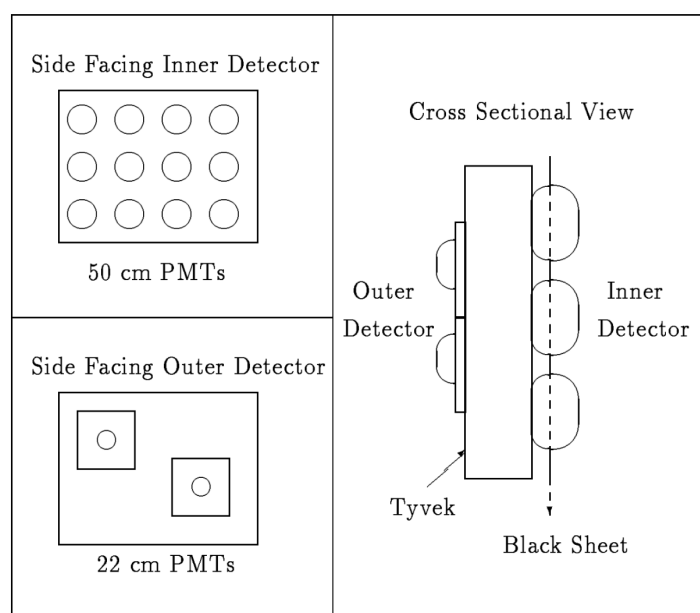 Side Facing Inner Detector
50 cm PMTs
Side Facing Outer Detector
22 cm PMTs
Cross Sectional View
Outer
Detector
Inner
Detector
Tyvek
Black Sheet